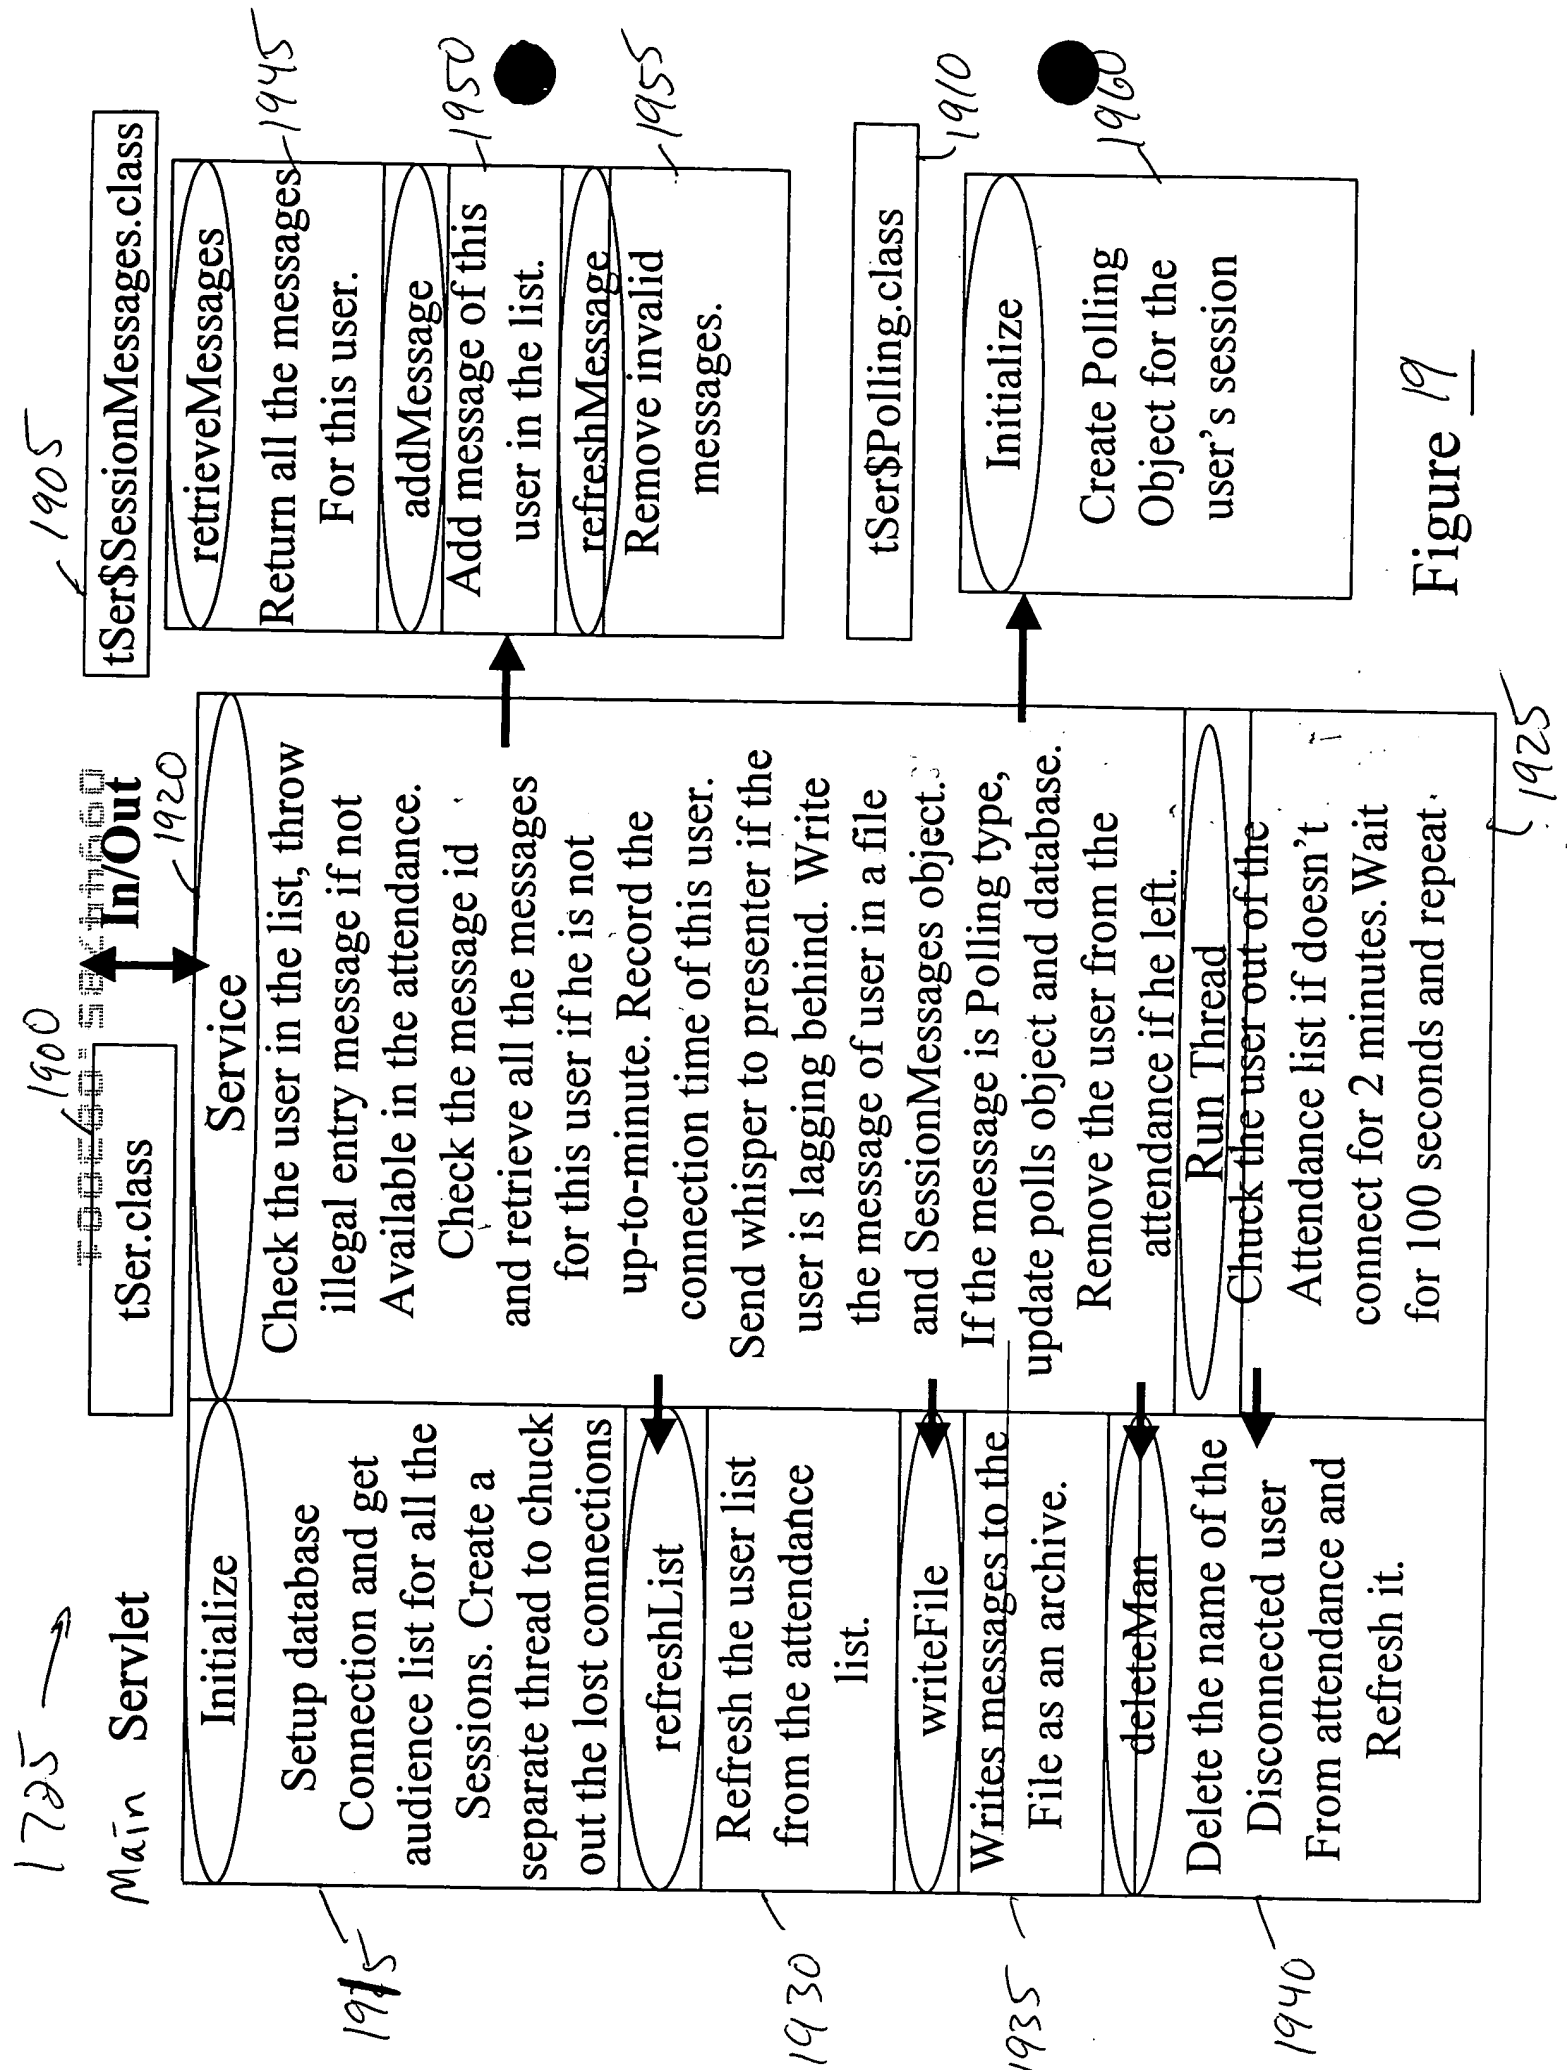 1725
Main Servlet
1900
tSer.class
In/Out
1905
tSer$SessionMessages.class
1915
Initialize
Setup database
Connection and get
audience list for all the
Sessions. Create a
separate thread to chuck
out the lost connections
1930
refreshList
Refresh the user list
from the attendance
list.
1935
writeFile
Writes messages to the
File as an archive.
1940
deleteMan
Delete the name of the
Disconnected user
From attendance and
Refresh it.
1920
Service
Check the user in the list, throw
illegal entry message if not
Available in the attendance.
Check the message id
and retrieve all the messages
for this user if he is not
up-to-minute. Record the
connection time of this user.
Send whisper to presenter if the
user is lagging behind. Write
the message of user in a file
and SessionMessages object.
If the message is Polling type,
update polls object and database.
Remove the user from the
attendance if he left.
Run Thread
Chuck the user out of the
Attendance list if doesn't
connect for 2 minutes. Wait
for 100 seconds and repeat
1925
retrieveMessages
Return all the messages
For this user.
1945
addMessage
Add message of this
user in the list.
1950
refreshMessage
Remove invalid
messages.
1955
tSer$Polling.class
1910
Initialize
Create Polling
Object for the
user's session
1960
Figure 19